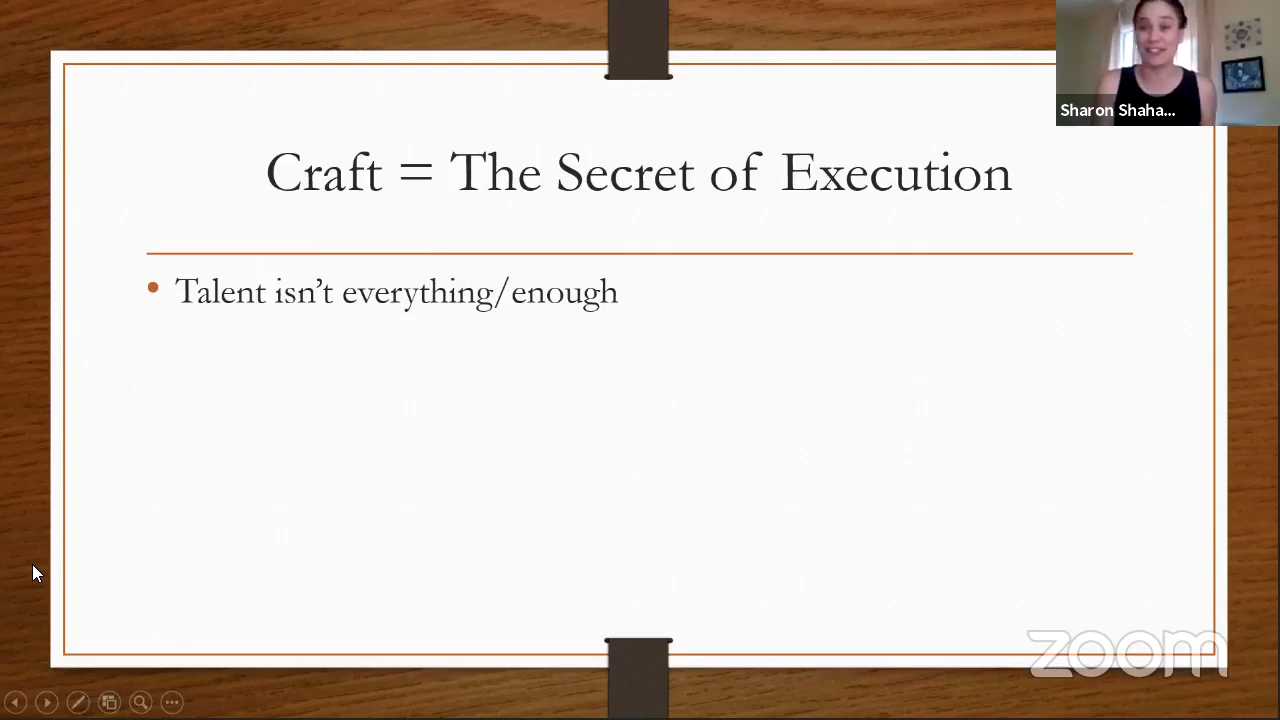 Sharon Shaha...
Craft = The Secret of Execution
• Talent isn’t everything/enough
zoom